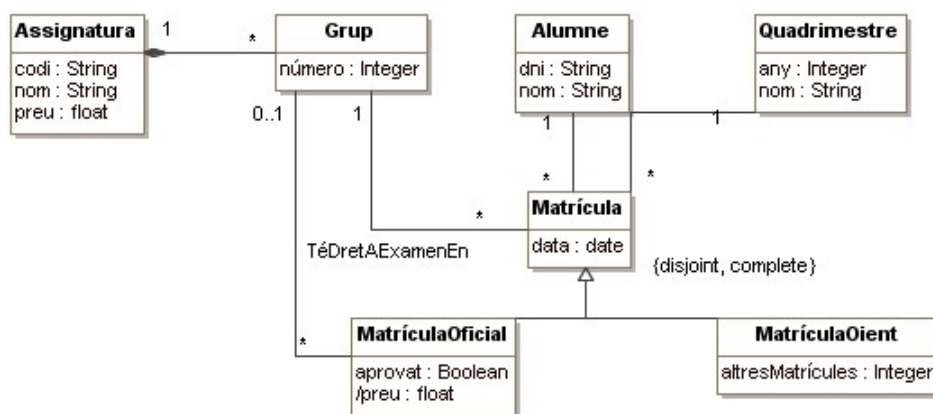 Assignatura
codi : String
nom : String
preu : float
1
*
Grup
número : Integer
0..1
1
Alumne
dni : String
nom : String
1
*
Quadrimestre
any : Integer
nom : String
1
*
Matrícula
data : date
*
TéDretAExamenEn
{disjoint, complete}
*
MatrículaOficial
aprovat : Boolean
/preu : float
MatrículaOient
altresMatrícules : Integer